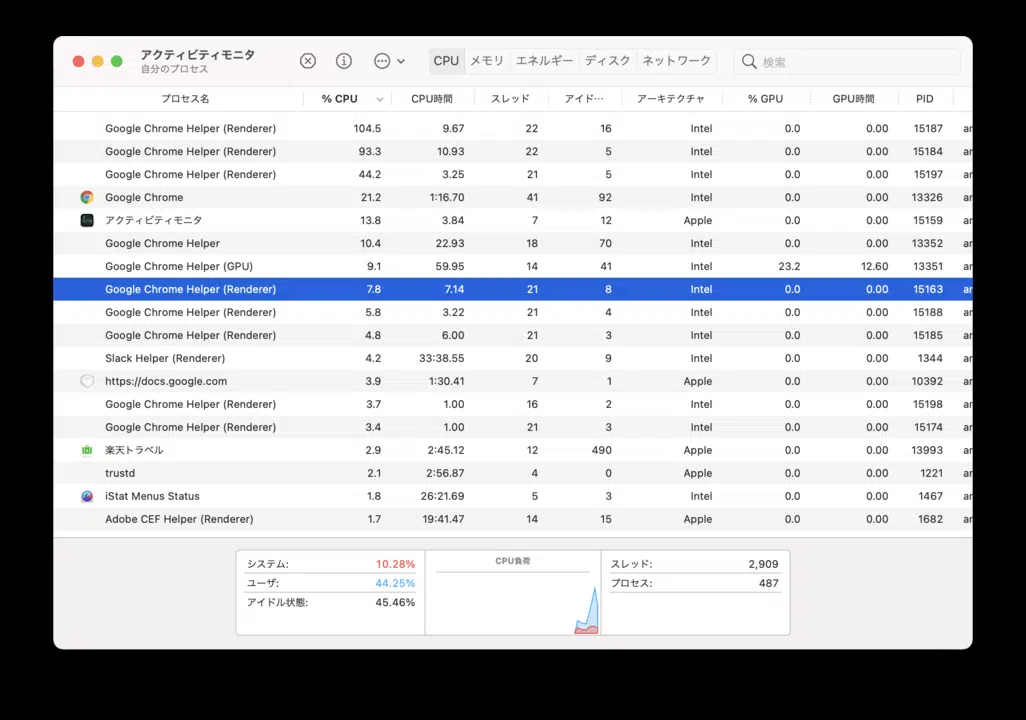 アクティビティモニタ
自分のプロセス
CPU メモリ エネルギー ディスク ネットワーク 検索
プロセス名 % CPU CPU時間 スレッド アイド… アーキテクチャ % GPU GPU時間 PID
Google Chrome Helper (Renderer) 104.5 9.67 22 16 Intel 0.0 0.00 15187 ar
Google Chrome Helper (Renderer) 93.3 10.93 22 5 Intel 0.0 0.00 15184 ar
Google Chrome Helper (Renderer) 44.2 3.25 21 5 Intel 0.0 0.00 15197 ar
Google Chrome 21.2 1:16.70 41 92 Intel 0.0 0.00 13326 ar
アクティビティモニタ 13.8 3.84 7 12 Apple 0.0 0.00 15159 ar
Google Chrome Helper 10.4 22.93 18 70 Intel 0.0 0.00 13352 ar
Google Chrome Helper (GPU) 9.1 59.95 14 41 Intel 23.2 12.60 13351 ar
Google Chrome Helper (Renderer) 7.8 7.14 21 8 Intel 0.0 0.00 15163 ar
Google Chrome Helper (Renderer) 5.8 3.22 21 4 Intel 0.0 0.00 15188 ar
Google Chrome Helper (Renderer) 4.8 6.00 21 3 Intel 0.0 0.00 15185 ar
Slack Helper (Renderer) 4.2 33:38.55 20 9 Intel 0.0 0.00 1344 ar
https://docs.google.com 3.9 1:30.41 7 1 Apple 0.0 0.00 10392 ar
Google Chrome Helper (Renderer) 3.7 1.00 16 2 Intel 0.0 0.00 15198 ar
Google Chrome Helper (Renderer) 3.4 1.00 21 3 Intel 0.0 0.00 15174 ar
楽天トラベル 2.9 2:45.12 12 490 Apple 0.0 0.00 13993 ar
trustd 2.1 2:56.87 4 0 Apple 0.0 0.00 1221 ar
iStat Menus Status 1.8 26:21.69 5 3 Intel 0.0 0.00 1467 ar
Adobe CEF Helper (Renderer) 1.7 19:41.47 14 15 Apple 0.0 0.00 1682 ar
システム: 10.28%
ユーザ: 44.25%
アイドル状態: 45.46%
CPU負荷
スレッド: 2,909
プロセス: 487